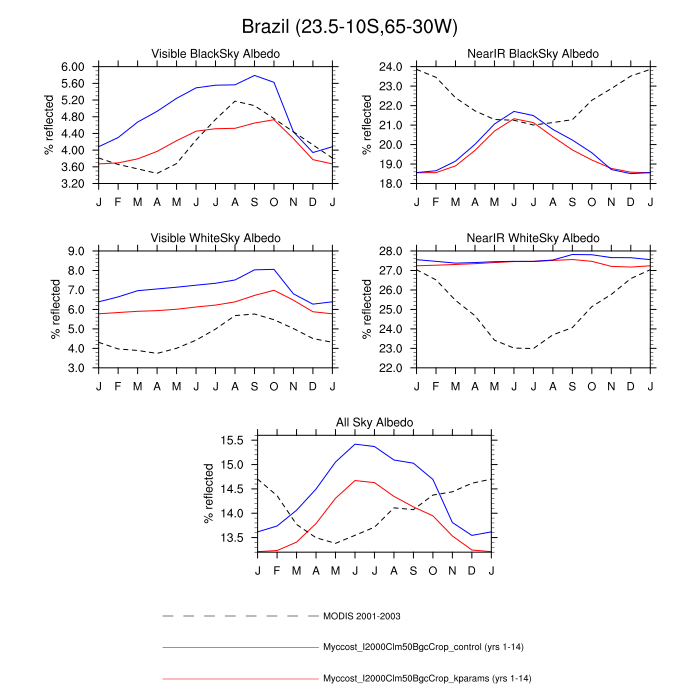 Brazil (23.5-10S,65-30W)
Visible BlackSky Albedo
% reflected
6.00
5.20
4.80
4.40
4.00
3.60
3.20
J F M A M J J A S O N D J
NearIR BlackSky Albedo
24.0
23.0
22.0
21.0
20.0
19.0
18.0
J F M A M J J A S O N D J
Visible WhiteSky Albedo
% reflected
9.0
8.0
7.0
6.0
5.0
4.0
3.0
J F M A M J J A S O N D J
NearIR WhiteSky Albedo
% reflected
28.0
27.0
26.0
25.0
24.0
23.0
22.0
J F M A M J J A S O N D J
All Sky Albedo
% reflected
15.5
15.0
14.5
14.0
13.5
J F M A M J J A S O N D J
MODIS 2001-2003
Myccost_I2000Clm50BgcCrop_control (yrs 1-14)
Myccost_I2000Clm50BgcCrop_kparams (yrs 1-14)